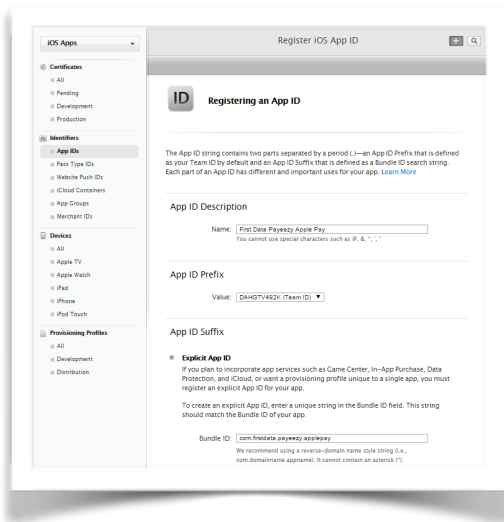 iOS Apps
Register iOS App ID
Certificates
All
Pending
Development
Production
Identifiers
App IDs
Pass Type IDs
Website Push IDs
iCloud Containers
App Groups
Merchant IDs
Devices
All
Apple TV
Apple Watch
iPad
iPhone
iPod Touch
Provisioning Profiles
All
Development
Distribution
ID
Registering an App ID
The App ID string contains two parts separated by a period (.)—an App ID Prefix that is defined
as your Team ID by default and an App ID Suffix that is defined as a Bundle ID search string.
Each part of an App ID has different and important uses for your app. Learn More
App ID Description
Name: First Data Payeezy Apple Pay
You cannot use special characters such as @, &, *, ', "
App ID Prefix
Value: DAHGTV492K (Team ID)
App ID Suffix
Explicit App ID
If you plan to incorporate app services such as Game Center, In-App Purchase, Data
Protection, and iCloud, or want a provisioning profile unique to a single app, you must
register an explicit App ID for your app.
To create an explicit App ID, enter a unique string in the Bundle ID field. This string
should match the Bundle ID of your app.
Bundle ID: com.firstdata.payeezy.applepay
We recommend using a reverse-domain name style string (i.e.,
com.domainname.appname). It cannot contain an asterisk (*).